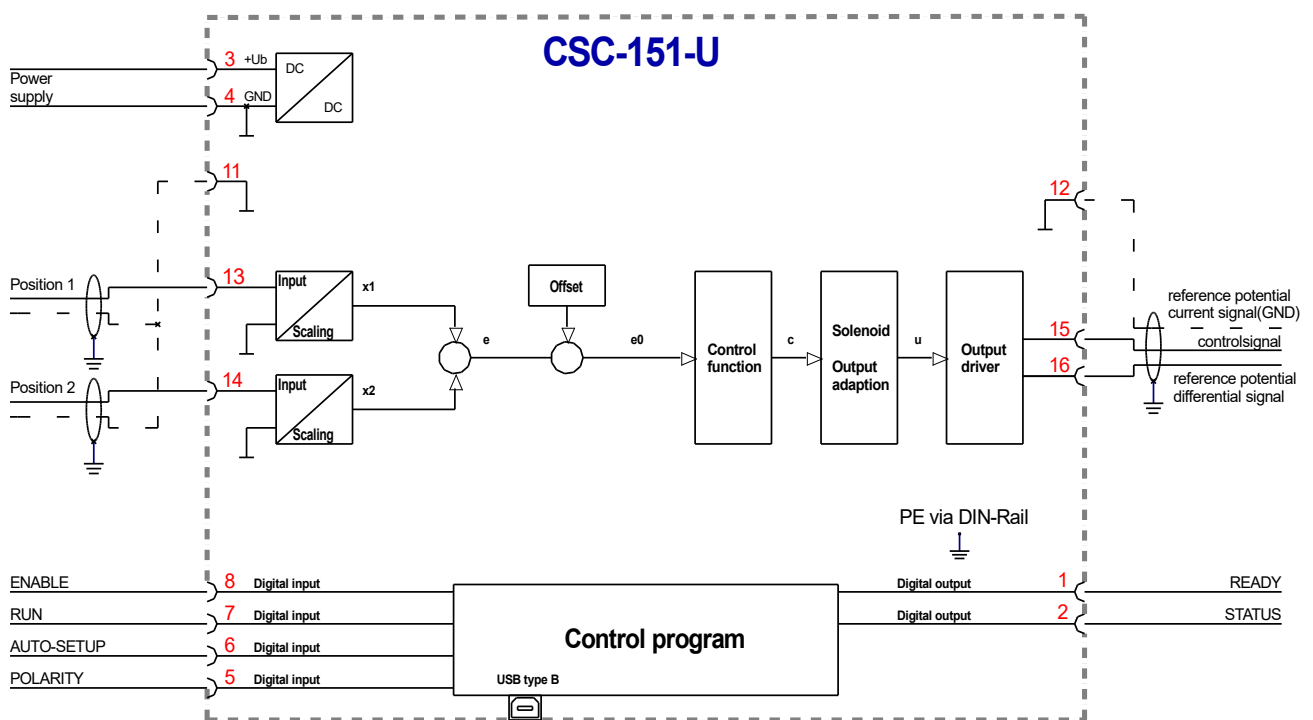 CSC-151-U
3 +Ub
DC
Power
supply
4 GND
DC
11
12
Position 1
13
Input
x1
Scaling
Offset
e
e0
Control
function
c
Solenoid
Output
adaption
u
Output
driver
15
16
reference potential
current signal(GND)
controlsignal
reference potential
differential signal
Position 2
14
Input
x2
Scaling
PE via DIN-Rail
ENABLE 8 Digital input
RUN 7 Digital input
AUTO-SETUP 6 Digital input
POLARITY 5 Digital input
Control program
USB type B
Digital output 1 READY
Digital output 2 STATUS